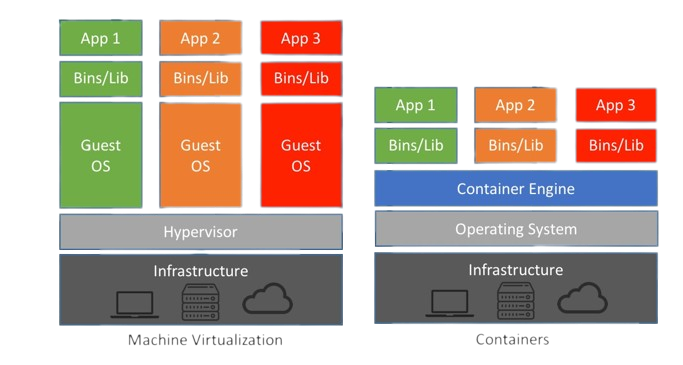 App 1
App 2
App 3
Bins/Lib
Bins/Lib
Bins/Lib
Guest
OS
Guest
OS
Guest
OS
Hypervisor
Infrastructure
Machine Virtualization
App 1
App 2
App 3
Bins/Lib
Bins/Lib
Bins/Lib
Container Engine
Operating System
Infrastructure
Containers